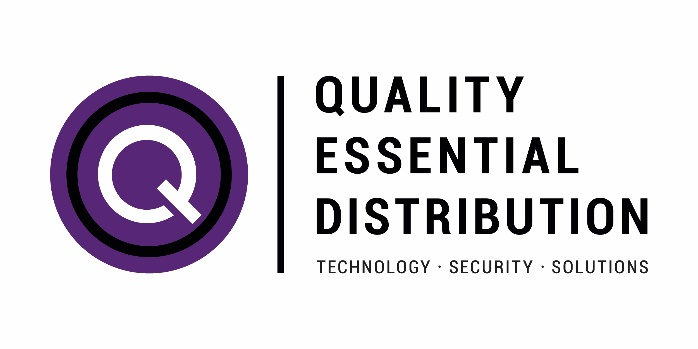 Q
QUALITY
ESSENTIAL
DISTRIBUTION
TECHNOLOGY · SECURITY · SOLUTIONS